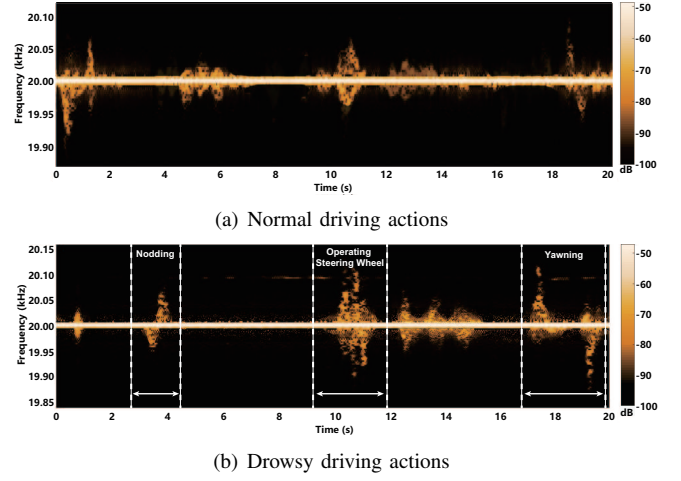 20.10
20.05
20.00
19.95
19.90
Frequency (kHz)
0 2 4 6 8 10 12 14 16 18 20
Time (s)
-50
-60
-70
-80
-90
-100
dB
(a) Normal driving actions
20.15
20.10
20.05
20.00
19.95
19.90
19.85
Frequency (kHz)
Nodding
Operating
Steering Wheel
Yawning
0 2 4 6 8 10 12 14 16 18 20
Time (s)
-50
-60
-70
-80
-90
-100
dB
(b) Drowsy driving actions